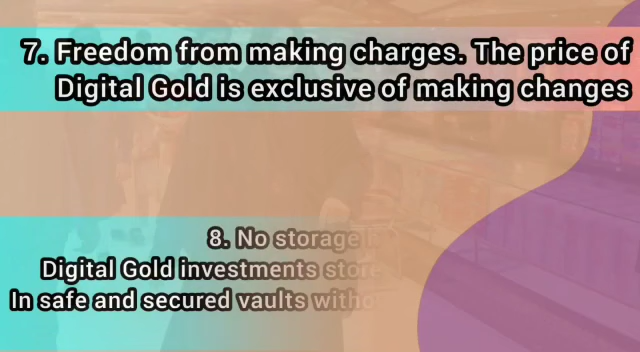 7. Freedom from making charges. The price of
Digital Gold is exclusive of making changes
8. No storage
Digital Gold investments store
In safe and secured vaults witho